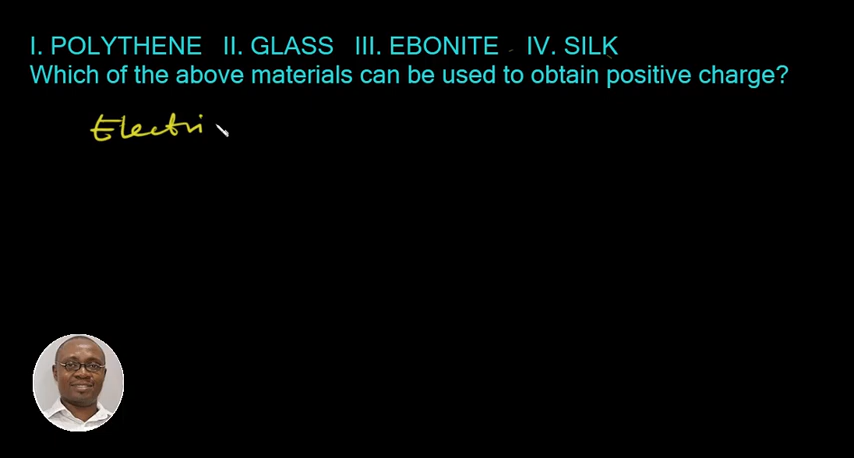 I. POLYTHENE II. GLASS III. EBONITE IV. SILK
Which of the above materials can be used to obtain positive charge?
Electri